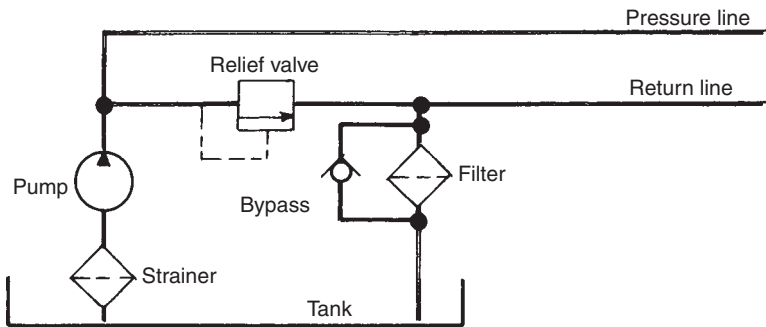 Pressure line
Relief valve
Return line
Pump
Filter
Bypass
Strainer
Tank